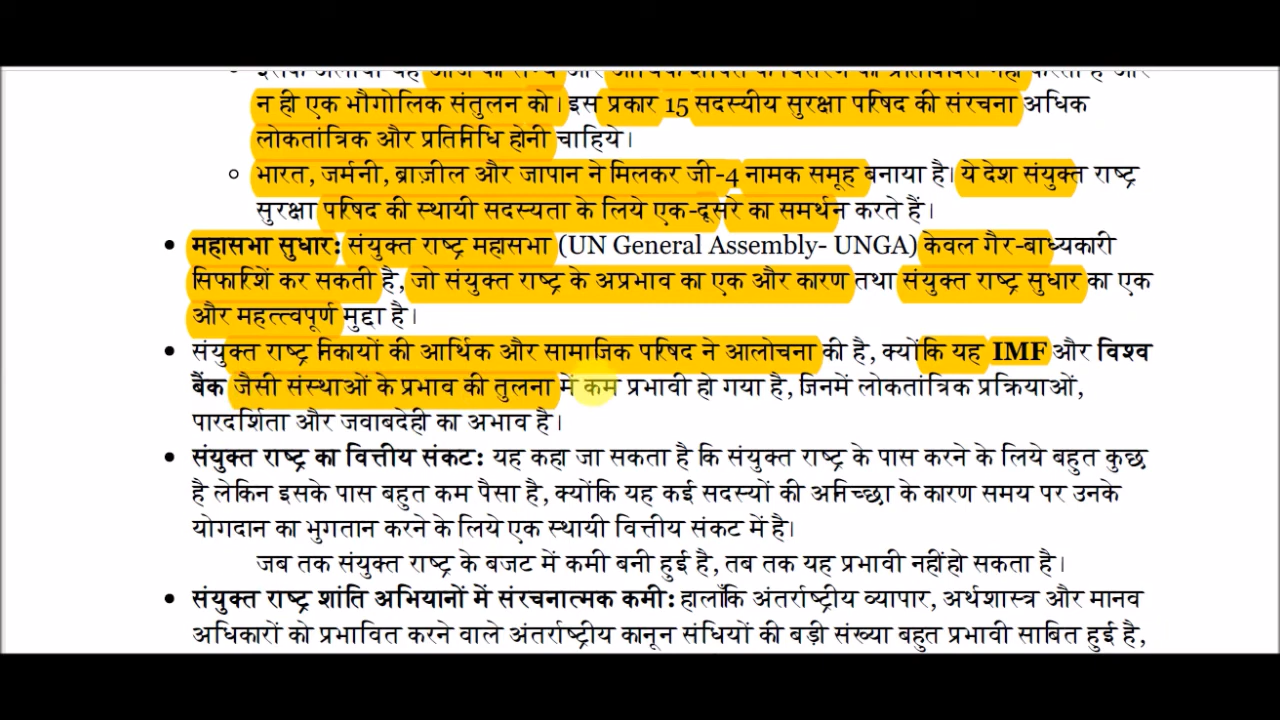 न ही एक भौगोलिक संतुलन को। इस प्रकार 15 सदस्यीय सुरक्षा परिषद की संरचना अधिक
लोकतांत्रिक और प्रतिनिधि होनी चाहिये।
○ भारत, जर्मनी, ब्राज़ील और जापान ने मिलकर जी-4 नामक समूह बनाया है। ये देश संयुक्त राष्ट्र
सुरक्षा परिषद की स्थायी सदस्यता के लिये एक-दूसरे का समर्थन करते हैं।
• महासभा सुधार: संयुक्त राष्ट्र महासभा (UN General Assembly- UNGA) केवल गैर-बाध्यकारी
सिफारिशें कर सकती है, जो संयुक्त राष्ट्र के अप्रभाव का एक और कारण तथा संयुक्त राष्ट्र सुधार का एक
और महत्त्वपूर्ण मुद्दा है।
• संयुक्त राष्ट्र निकायों की आर्थिक और सामाजिक परिषद ने आलोचना की है, क्योंकि यह IMF और विश्व
बैंक जैसी संस्थाओं के प्रभाव की तुलना में कम प्रभावी हो गया है, जिनमें लोकतांत्रिक प्रक्रियाओं,
पारदर्शिता और जवाबदेही का अभाव है।
• संयुक्त राष्ट्र का वित्तीय संकट: यह कहा जा सकता है कि संयुक्त राष्ट्र के पास करने के लिये बहुत कुछ
है लेकिन इसके पास बहुत कम पैसा है, क्योंकि यह कई सदस्यों की अनिच्छा के कारण समय पर उनके
योगदान का भुगतान करने के लिये एक स्थायी वित्तीय संकट में है।
जब तक संयुक्त राष्ट्र के बजट में कमी बनी हुई है, तब तक यह प्रभावी नहीं हो सकता है।
• संयुक्त राष्ट्र शांति अभियानों में संरचनात्मक कमी: हालाँकि अंतर्राष्ट्रीय व्यापार, अर्थशास्त्र और मानव
अधिकारों को प्रभावित करने वाले अंतर्राष्ट्रीय कानून संधियों की बड़ी संख्या बहुत प्रभावी साबित हुई है,